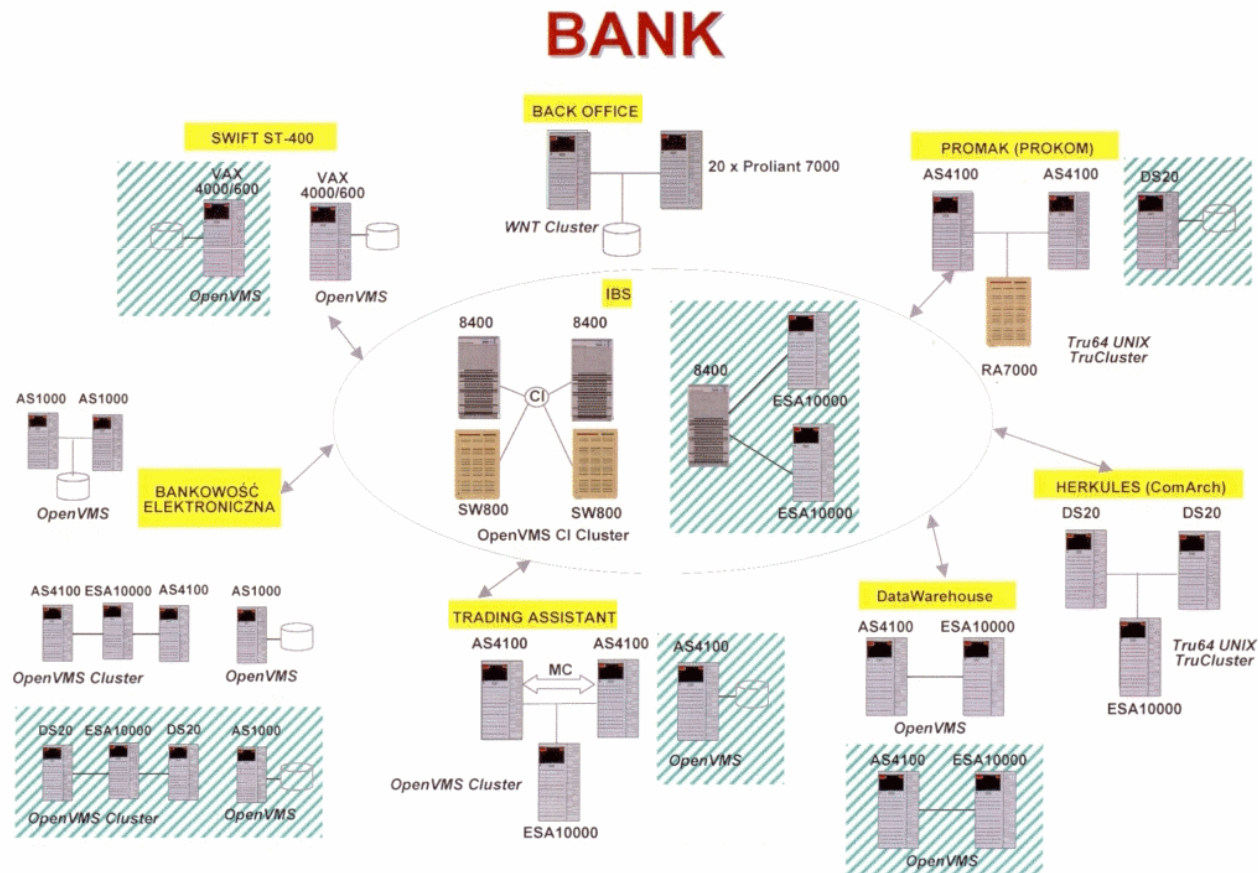 BANK
BACK OFFICE
20 x Proliant 7000
WNT Cluster
SWIFT ST-400
VAX
4000/600
OpenVMS
VAX
4000/600
OpenVMS
PROMAK (PROKOM)
AS4100
AS4100
DS20
RA7000
Tru64 UNIX
TruCluster
IBS
8400
8400
CI
SW800
SW800
OpenVMS CI Cluster
8400
ESA10000
ESA10000
AS1000
AS1000
OpenVMS
BANKOWOŚĆ
ELEKTRONICZNA
AS4100
ESA10000
AS4100
OpenVMS Cluster
AS1000
OpenVMS
DS20
ESA10000
DS20
OpenVMS Cluster
AS1000
OpenVMS
TRADING ASSISTANT
AS4100
AS4100
MC
OpenVMS Cluster
ESA10000
AS4100
OpenVMS
DataWarehouse
AS4100
ESA10000
OpenVMS
AS4100
ESA10000
OpenVMS
HERKULES (ComArch)
DS20
DS20
Tru64 UNIX
TruCluster
ESA10000